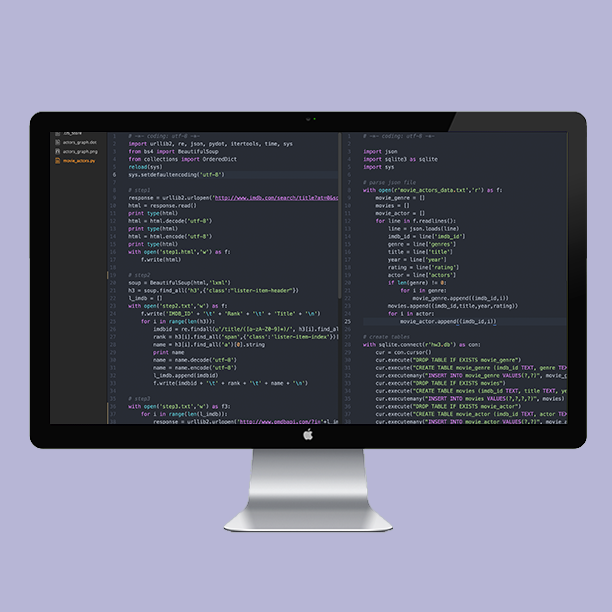 actors_graph.dot
actors_graph.png
movie_actors.py
1 # -*- coding: utf-8 -*-
2
3 import urllib2, re, json, pydot, itertools, time, sys
4 from bs4 import BeautifulSoup
5 from collections import OrderedDict
reload(sys)
6 sys.setdefaultencoding('utf-8')
# step1
response = urllib2.urlopen('http://www.imdb.com/search/title?at=0&so
html = response.read()
print type(html)
html = html.decode('utf-8')
print type(html)
html = html.encode('utf-8')
print type(html)
with open('step1.html','w') as f:
f.write(html)
# step2
soup = BeautifulSoup(html,'lxml')
h3 = soup.find_all('h3',{'class':"lister-item-header"})
l_imdb = []
with open('step2.txt','w') as f:
f.write('IMDB_ID' + '\t' + 'Rank' + '\t' + 'Title' + '\n')
for i in range(len(h3)):
imdbid = re.findall(u'/title/([a-zA-Z0-9]+)/', h3[i].find_al
rank = h3[i].find_all('span',{'class':'lister-item-index'})[
name = h3[i].find_all('a')[0].string
print name
name = name.decode('utf-8')
name = name.encode('utf-8')
l_imdb.append(imdbid)
f.write(imdbid + '\t' + rank + '\t' + name + '\n')
# step3
with open('step3.txt','w') as f3:
for i in range(len(l_imdb)):
response = urllib2.urlopen('http://www.omdbapi.com/?i='+l_im
# -*- coding: utf-8 -*-
import json
import sqlite3 as sqlite
import sys
# parse json file
with open(r'movie_actors_data.txt','r') as f:
movie_genre = []
movies = []
movie_actor = []
for line in f.readlines():
line = json.loads(line)
imdb_id = line['imdb_id']
genre = line['genres']
title = line['title']
year = line['year']
rating = line['rating']
actor = line['actors']
if len(genre) != 0:
for i in genre:
movie_genre.append((imdb_id,i))
movies.append((imdb_id,title,year,rating))
for i in actor:
25 movie_actor.append((imdb_id,i))
# create tables
with sqlite.connect(r'hw3.db') as con:
cur = con.cursor()
cur.execute("DROP TABLE IF EXISTS movie_genre")
cur.execute("CREATE TABLE movie_genre (imdb_id TEXT, genre TEX
cur.executemany("INSERT INTO movie_genre VALUES(?,?)", movie_g
cur.execute("DROP TABLE IF EXISTS movies")
cur.execute("CREATE TABLE movies (imdb_id TEXT, title TEXT, ye
cur.executemany("INSERT INTO movies VALUES(?,?,?,?)", movies)
cur.execute("DROP TABLE IF EXISTS movie_actor")
cur.execute("CREATE TABLE movie_actor (imdb_id TEXT, actor TEX
cur.executemany("INSERT INTO movie_actor VALUES(?,?)", movie_a